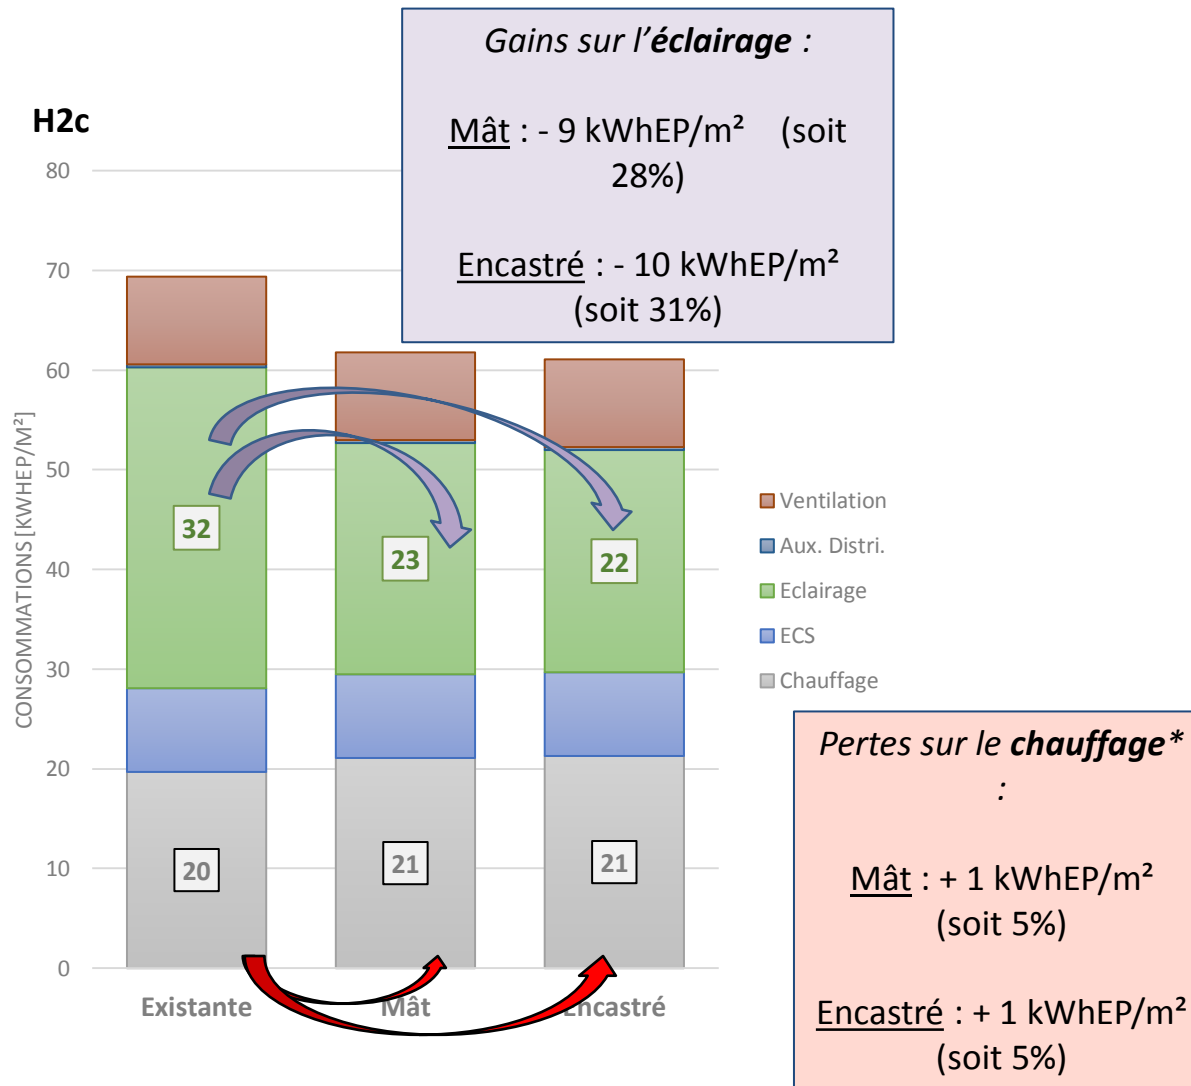 Gains sur l’éclairage :
Mât : - 9 kWhEP/m² (soit
28%)
Encastré : - 10 kWhEP/m²
(soit 31%)
H2c
80
70
60
50
40
30
20
10
0
CONSOMMATIONS [KWHEP/M²]
32
23
22
20
21
21
Existante
Mât
Encastré
Ventilation
Aux. Distri.
Eclairage
ECS
Chauffage
Pertes sur le chauffage*
:
Mât : + 1 kWhEP/m²
(soit 5%)
Encastré : + 1 kWhEP/m²
(soit 5%)